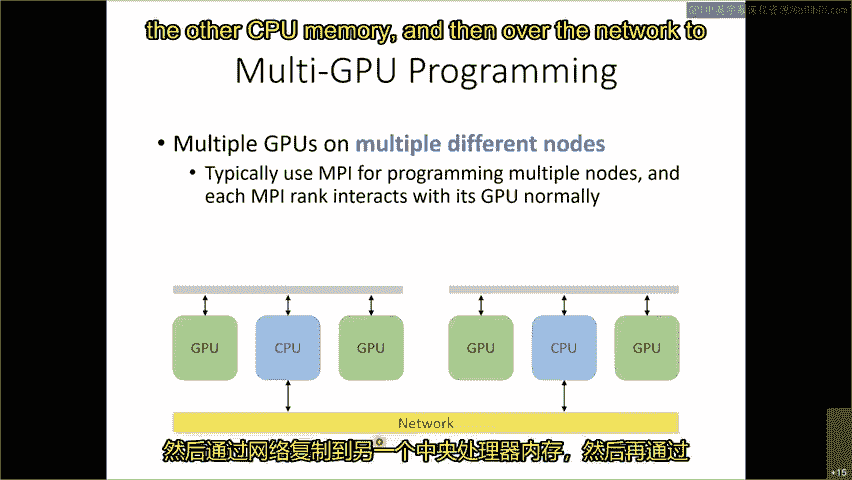 the other CPU memory, and then over the network to
Multi-GPU Programming
• Multiple GPUs on multiple different nodes
• Typically use MPI for programming multiple nodes, and
each MPI rank interacts with its GPU normally
GPU CPU GPU GPU CPU GPU
Network
然后通过网络复制到另一个中央处理器内存，然后再通过
15